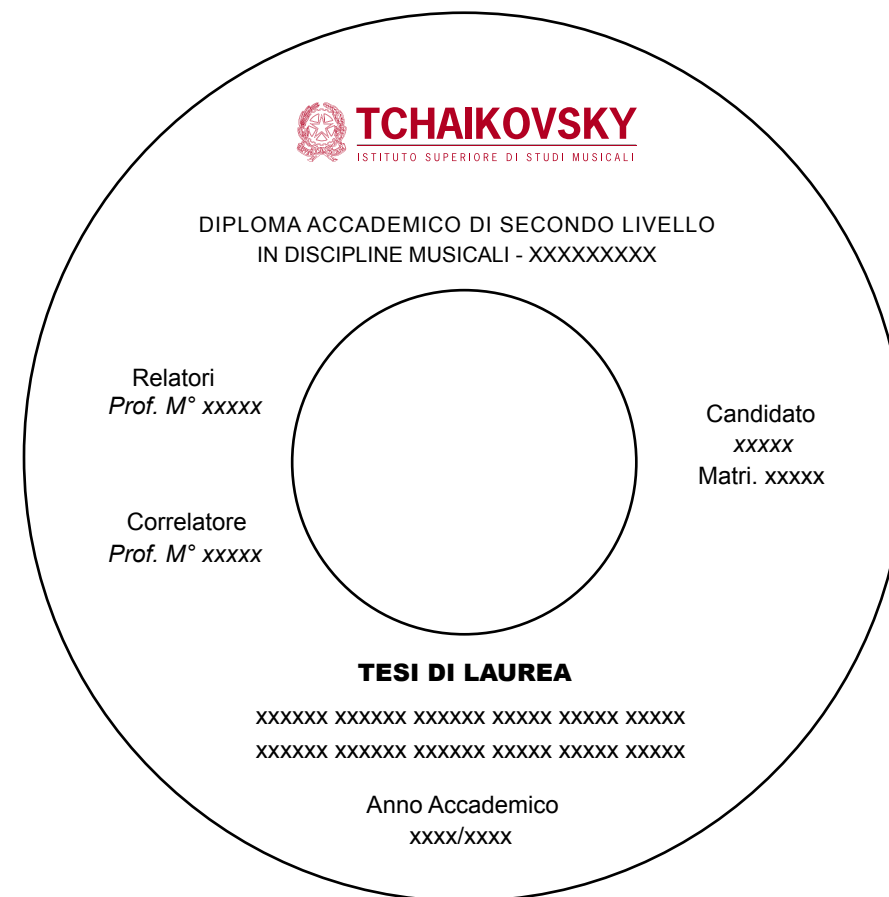 TCHAIKOVSKY
ISTITUTO SUPERIORE DI STUDI MUSICALI
DIPLOMA ACCADEMICO DI SECONDO LIVELLO
IN DISCIPLINE MUSICALI - XXXXXXXXX
Relatori
Prof. M° xxxxx
Correlatore
Prof. M° xxxxx
Candidato
xxxxx
Matri. xxxxx
TESI DI LAUREA
xxxxxx xxxxxx xxxxxx xxxxx xxxxx xxxxx
xxxxxx xxxxxx xxxxxx xxxxx xxxxx xxxxx
Anno Accademico
xxxx/xxxx